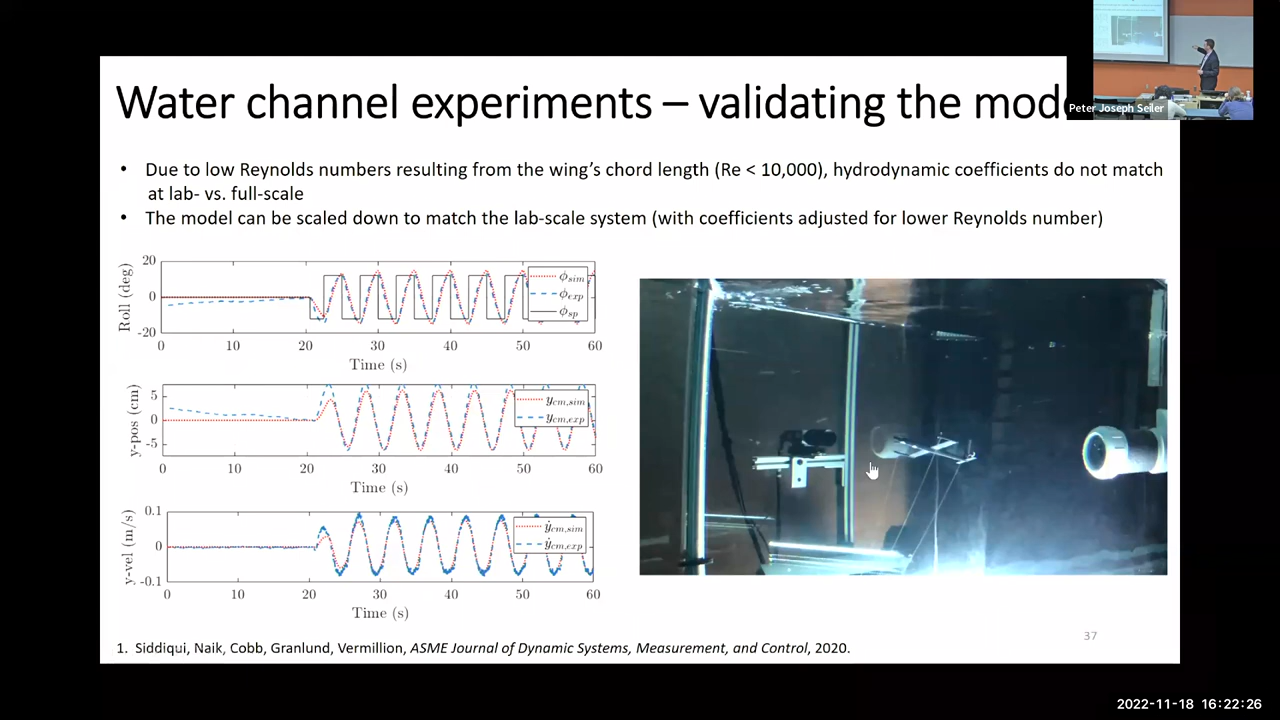 Water channel experiments – validating the mod
Peter Joseph Seiler
• Due to low Reynolds numbers resulting from the wing's chord length (Re < 10,000), hydrodynamic coefficients do not match
at lab- vs. full-scale
• The model can be scaled down to match the lab-scale system (with coefficients adjusted for lower Reynolds number)
Roll (deg)
20
0
-20
0 10 20 30 40 50 60
Time (s)
ϕsim
ϕexp
ϕsp
y-pos (cm)
5
0
-5
0 10 20 30 40 50 60
Time (s)
ycm,sim
ycm,exp
y-vel (m/s)
0.1
0
-0.1
0 10 20 30 40 50 60
Time (s)
ẏcm,sim
ẏcm,exp
37
1. Siddiqui, Naik, Cobb, Granlund, Vermillion, ASME Journal of Dynamic Systems, Measurement, and Control, 2020.
2022-11-18 16:22:26